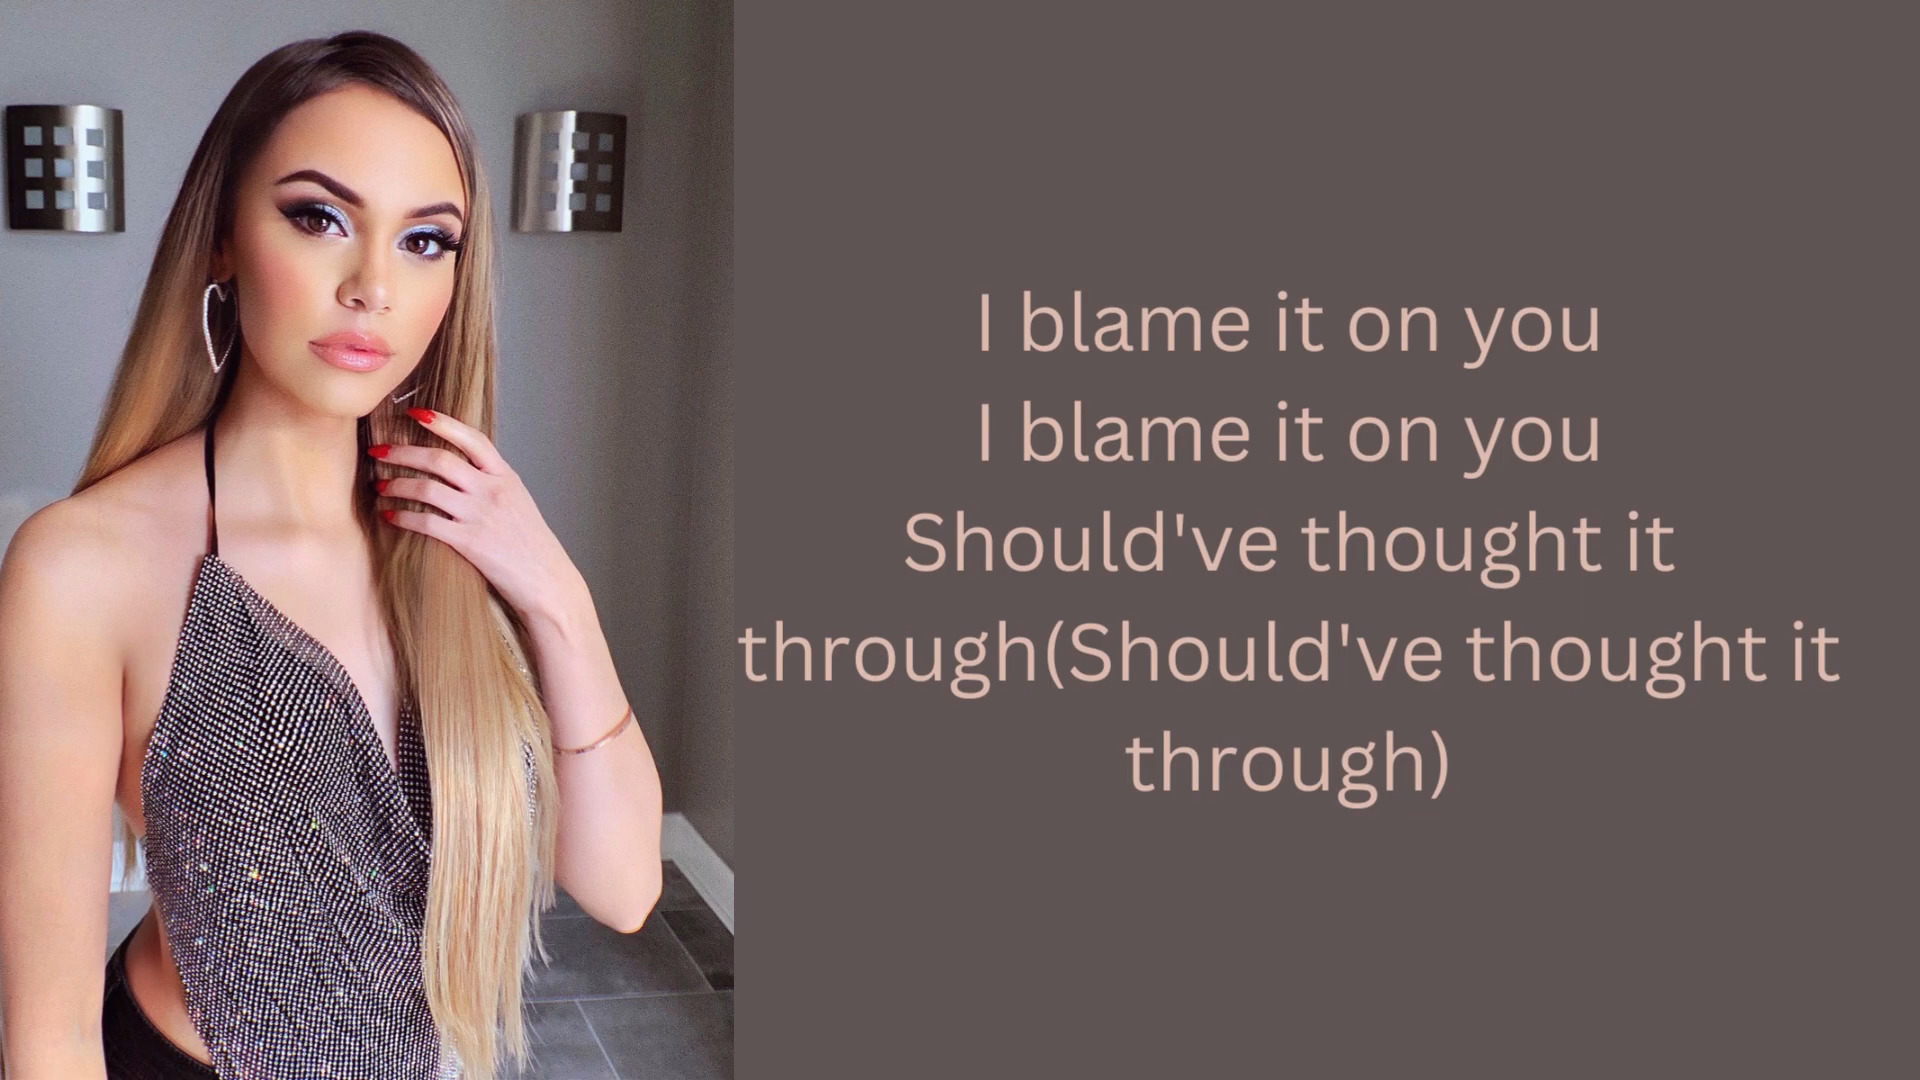 I blame it on you
I blame it on you
Should've thought it
through(Should've thought it
through)